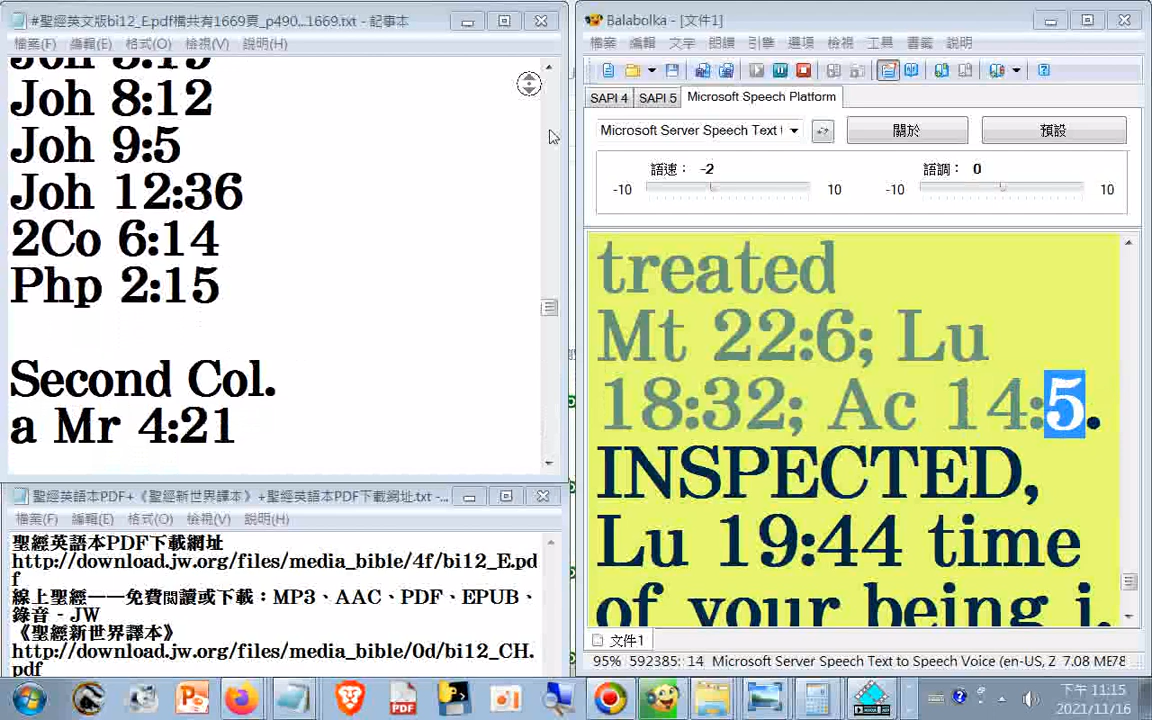 #聖經英文版bi12_E.pdf橫共有1669頁_p490...1669.txt - 記事本
檔案(F) 編輯(E) 格式(O) 檢視(V) 說明(H)
Joh 8:12
Joh 9:5
Joh 12:36
2Co 6:14
Php 2:15
Second Col.
a Mr 4:21
聖經英語本PDF+《聖經新世界譯本》+聖經英語本PDF下載網址.txt -...
檔案(F) 編輯(E) 格式(O) 檢視(V) 說明(H)
聖經英語本PDF下載網址
http://download.jw.org/files/media_bible/4f/bi12_E.pd
f
線上聖經——免費閱讀或下載：MP3、AAC、PDF、EPUB、
錄音 - JW
《聖經新世界譯本》
http://download.jw.org/files/media_bible/0d/bi12_CH.
pdf
Balabolka - [文件1]
檔案 編輯 文字 朗讀 引擎 選項 檢視 工具 書籤 說明
SAPI 4 SAPI 5 Microsoft Speech Platform
Microsoft Server Speech Text 關於 預設
語速： -2 語調： 0
-10 10 -10 10
treated
Mt 22:6; Lu
18:32; Ac 14:5.
INSPECTED,
Lu 19:44 time
of your being i.
文件1
95% 592385: 14 Microsoft Server Speech Text to Speech Voice (en-US, Z 7.08 ME78
下午 11:15
2021/11/16